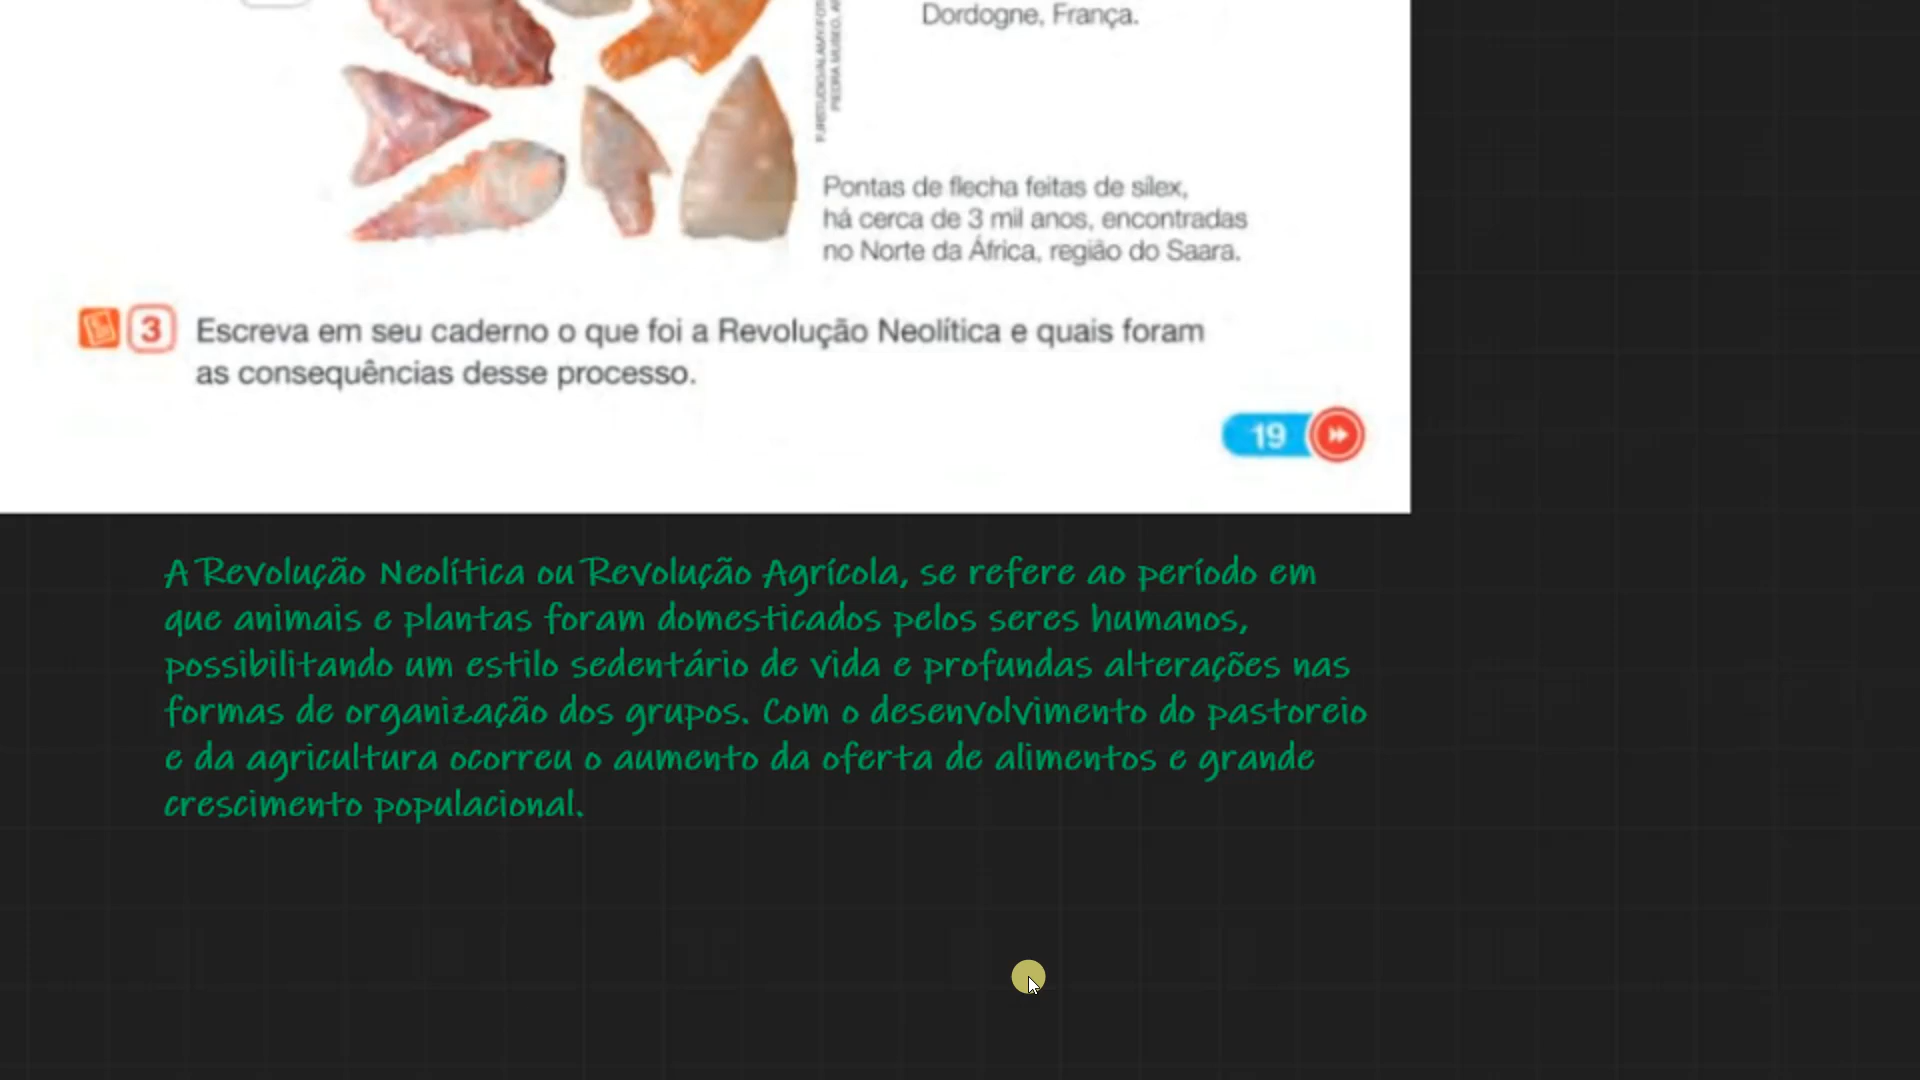 Dordogne, França.
Pontas de flecha feitas de sílex,
há cerca de 3 mil anos, encontradas
no Norte da África, região do Saara.
3 Escreva em seu caderno o que foi a Revolução Neolítica e quais foram
as consequências desse processo.
19
A Revolução Neolítica ou Revolução Agrícola, se refere ao período em
que animais e plantas foram domesticados pelos seres humanos,
possibilitando um estilo sedentário de vida e profundas alterações nas
formas de organização dos grupos. Com o desenvolvimento do pastoreio
e da agricultura ocorreu o aumento da oferta de alimentos e grande
crescimento populacional.